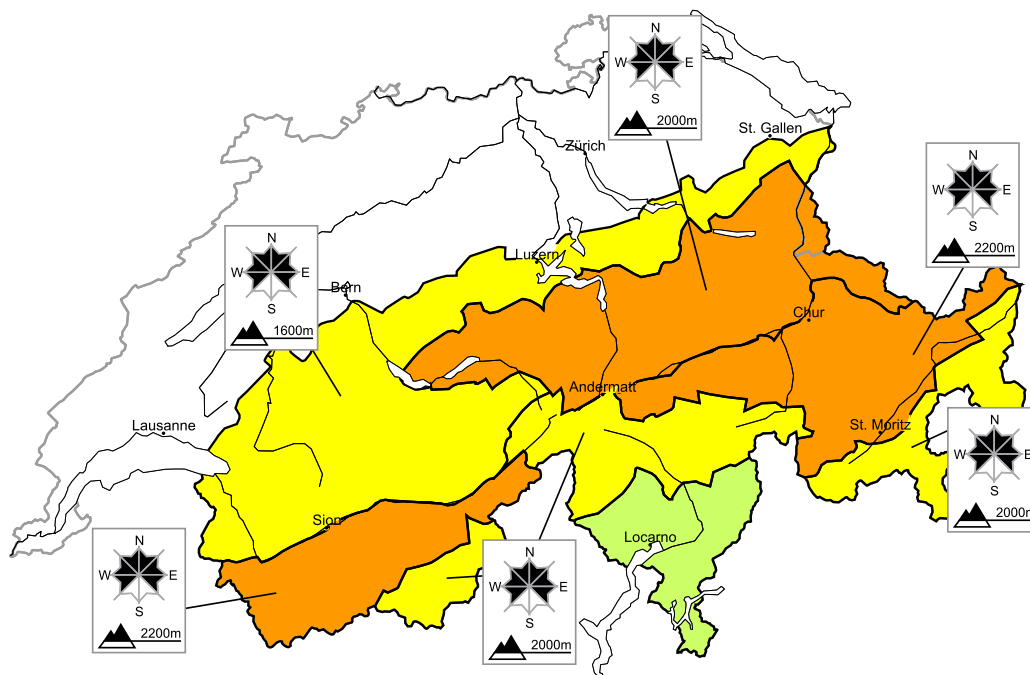 N
W E
S
2000m
St. Gallen
Zürich
N
W E
S
2200m
N
W E
S
1600m
Luzern
Bern
Chur
Andermatt
Lausanne
St. Moritz
N
W E
S
2000m
Sion
Locarno
N
W E
S
2200m
N
W E
S
2000m